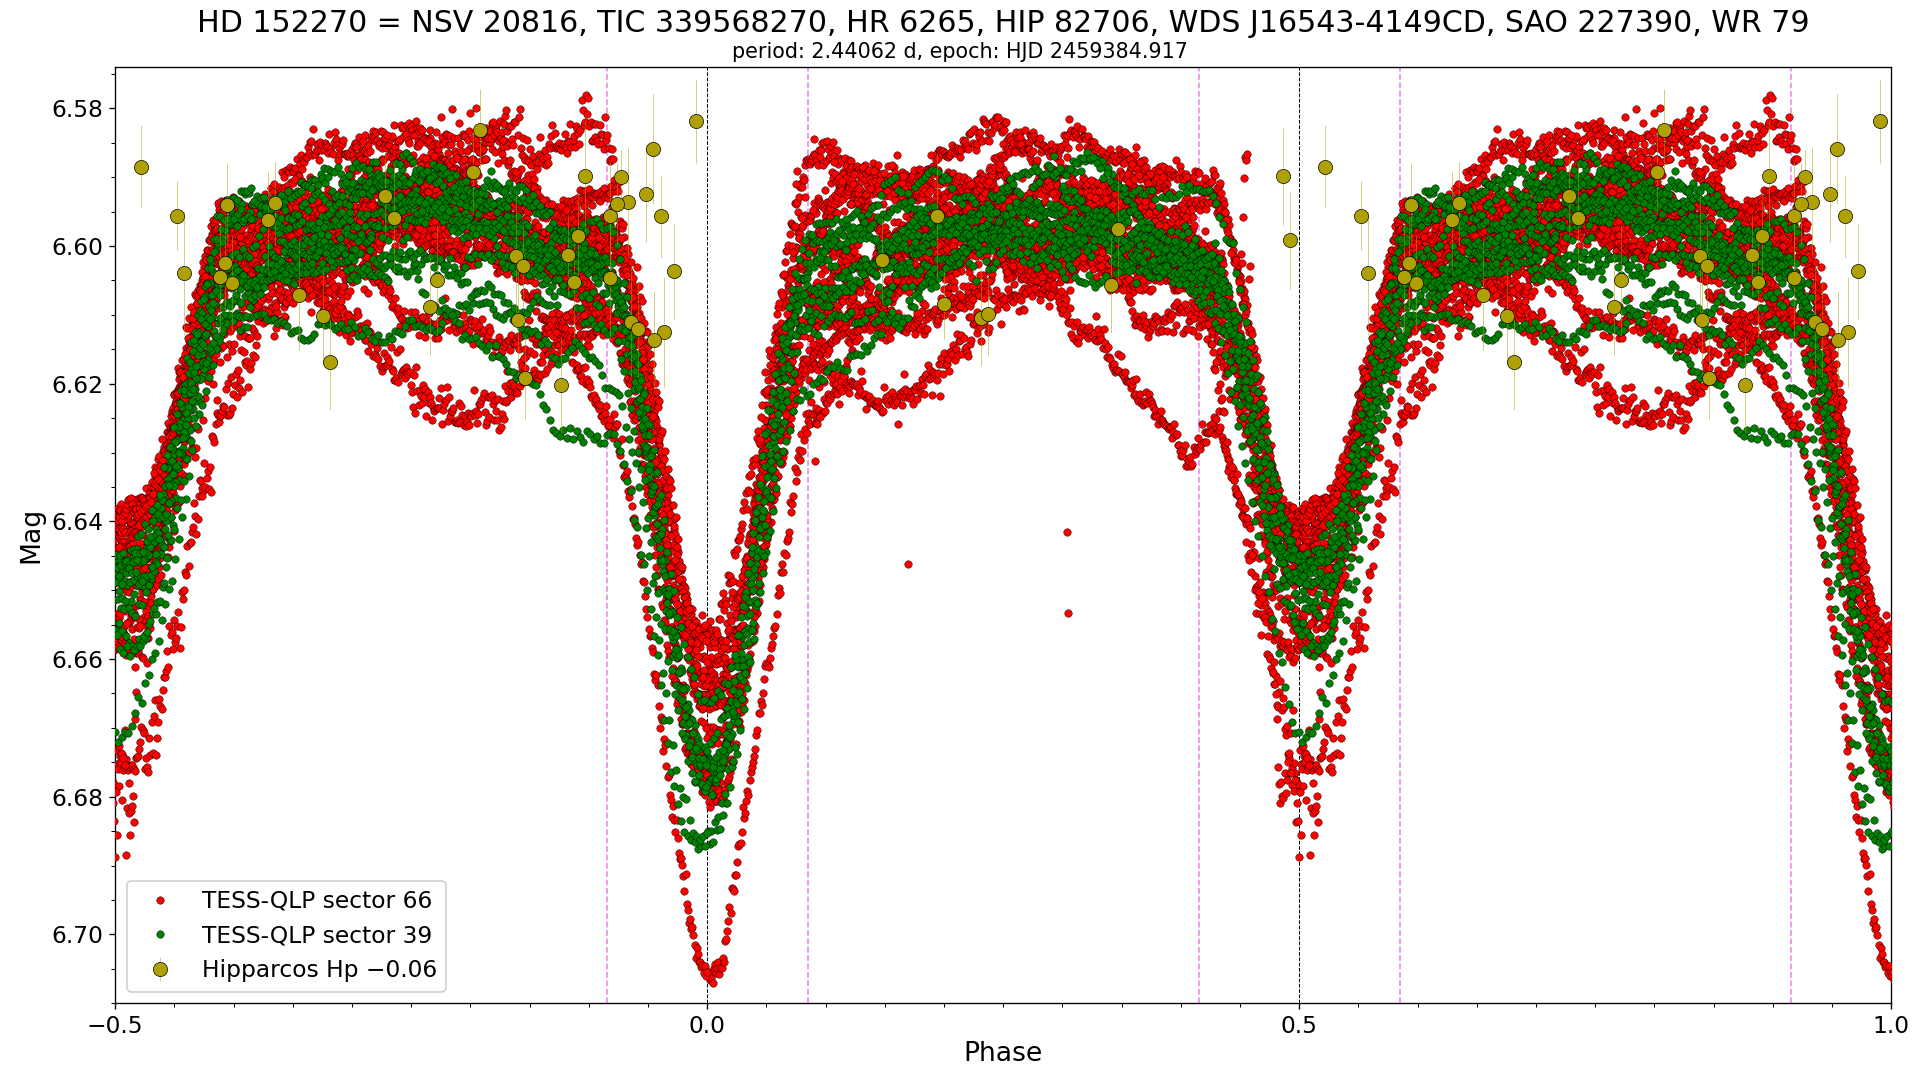 HD 152270 = NSV 20816, TIC 339568270, HR 6265, HIP 82706, WDS J16543-4149CD, SAO 227390, WR 79
period: 2.44062 d, epoch: HJD 2459384.917
6.58
6.60
6.62
6.64
6.66
6.68
6.70
Mag
TESS-QLP sector 66
TESS-QLP sector 39
Hipparcos Hp −0.06
−0.5
0.0
0.5
1.0
Phase